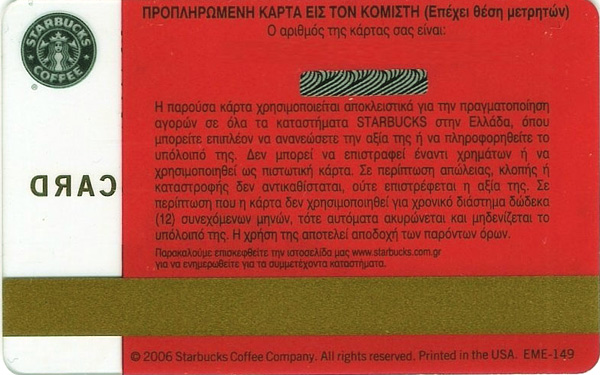 ΠΡΟΠΛΗΡΩΜΕΝΗ ΚΑΡΤΑ ΕΙΣ ΤΟΝ ΚΟΜΙΣΤΗ (Επέχει θέση μετρητών)
Ο αριθμός της κάρτας σας είναι:
STARBUCKS
COFFEE
®
Η παρούσα κάρτα χρησιμοποιείται αποκλειστικά για την πραγματοποίηση
αγορών σε όλα τα καταστήματα STARBUCKS στην Ελλάδα, όπου
μπορείτε επιπλέον να ανανεώσετε την αξία της ή να πληροφορηθείτε το
υπόλοιπό της. Δεν μπορεί να επιστραφεί έναντι χρημάτων ή να
χρησιμοποιηθεί ως πιστωτική κάρτα. Σε περίπτωση απώλειας, κλοπής ή
καταστροφής δεν αντικαθίσταται, ούτε επιστρέφεται η αξία της. Σε
περίπτωση που η κάρτα δεν χρησιμοποιηθεί για χρονικό διάστημα δώδεκα
(12) συνεχόμενων μηνών, τότε αυτόματα ακυρώνεται και μηδενίζεται το
υπόλοιπό της. Η χρήση της αποτελεί αποδοχή των παρόντων όρων.
Παρακαλούμε επισκεφθείτε την ιστοσελίδα μας www.starbucks.com.gr
για να ενημερωθείτε για τα συμμετέχοντα καταστήματα.
CARD
© 2006 Starbucks Coffee Company. All rights reserved. Printed in the USA. EME-149